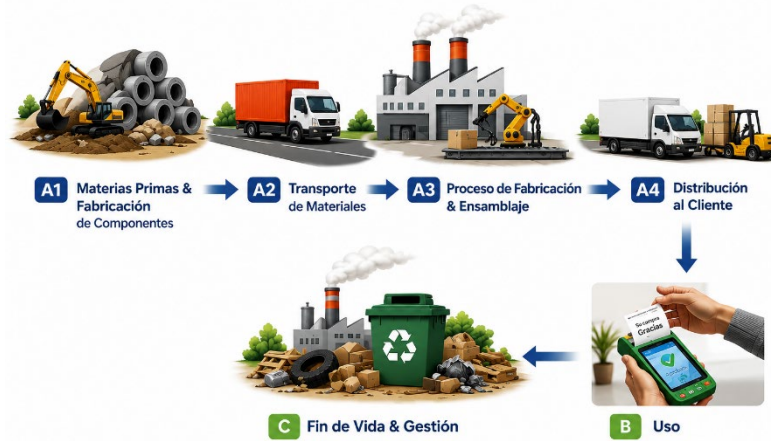 A1 Materias Primas &
Fabricación
de Componentes
A2 Transporte
de Materiales
A3 Proceso de Fabricación
& Ensamblaje
A4 Distribución
al Cliente
Su compra
Gracias
B Uso
C Fin de Vida & Gestión